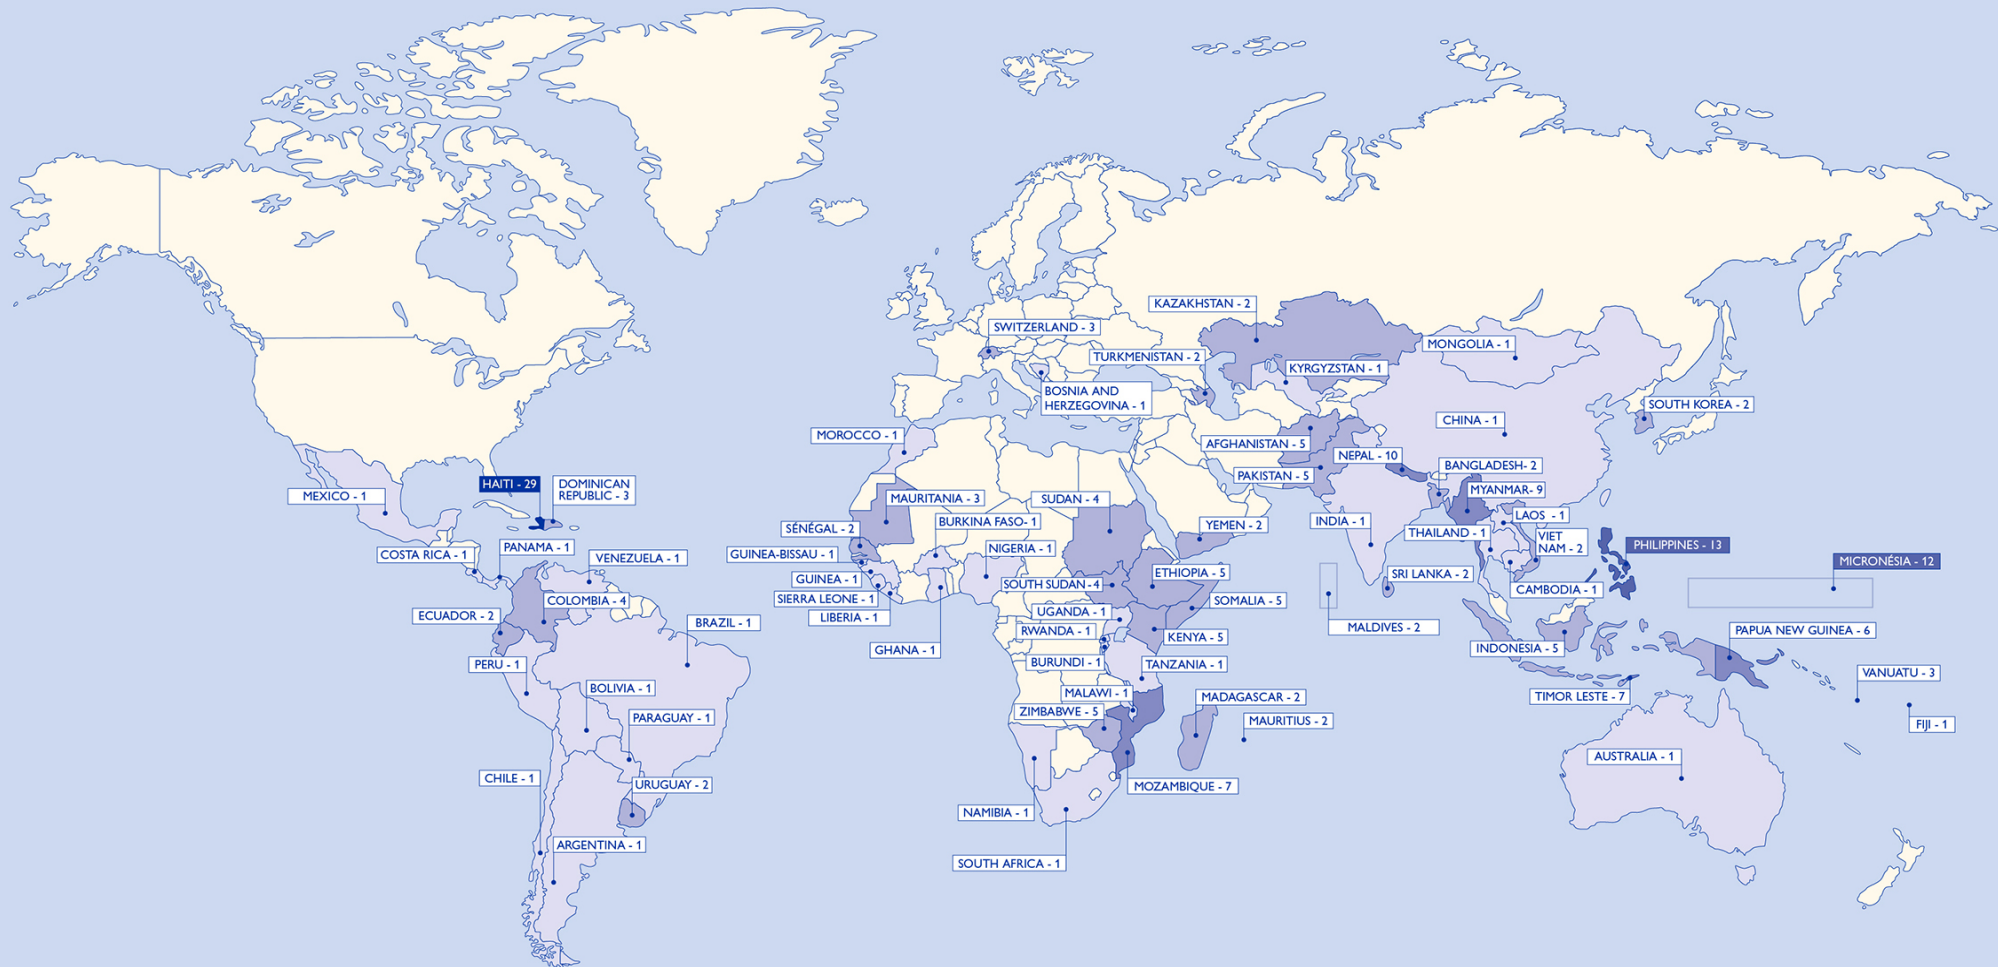 KAZAKHSTAN - 2
SWITZERLAND - 3
TURKMENISTAN - 2
MONGOLIA - 1
KYRGYZSTAN - 1
BOSNIA AND
HERZEGOVINA - 1
SOUTH KOREA - 2
CHINA - 1
MOROCCO - 1
AFGHANISTAN - 5
NEPAL - 10
BANGLADESH- 2
PAKISTAN - 5
HAITI - 29
DOMINICAN
REPUBLIC - 3
MYANMAR- 9
MEXICO - 1
MAURITANIA - 3
SUDAN - 4
LAOS - 1
BURKINA FASO- 1
YEMEN - 2
INDIA - 1
SÉNÉGAL - 2
THAILAND - 1
VIET
NAM - 2
PHILIPPINES - 13
COSTA RICA - 1
PANAMA - 1
VENEZUELA - 1
GUINEA-BISSAU - 1
NIGERIA - 1
MICRONÉSIA - 12
ETHIOPIA - 5
SRI LANKA - 2
GUINEA - 1
SOUTH SUDAN - 4
CAMBODIA - 1
SIERRA LEONE - 1
COLOMBIA - 4
SOMALIA - 5
ECUADOR - 2
LIBERIA - 1
UGANDA - 1
BRAZIL - 1
RWANDA - 1
MALDIVES - 2
PAPUA NEW GUINEA - 6
KENYA - 5
GHANA - 1
INDONESIA - 5
PERU - 1
BURUNDI - 1
TANZANIA - 1
VANUATU - 3
BOLIVIA - 1
MALAWI - 1
MADAGASCAR - 2
TIMOR LESTE - 7
ZIMBABWE - 5
PARAGUAY - 1
MAURITIUS - 2
FIJI - 1
AUSTRALIA - 1
CHILE - 1
URUGUAY - 2
MOZAMBIQUE - 7
NAMIBIA - 1
ARGENTINA - 1
SOUTH AFRICA - 1